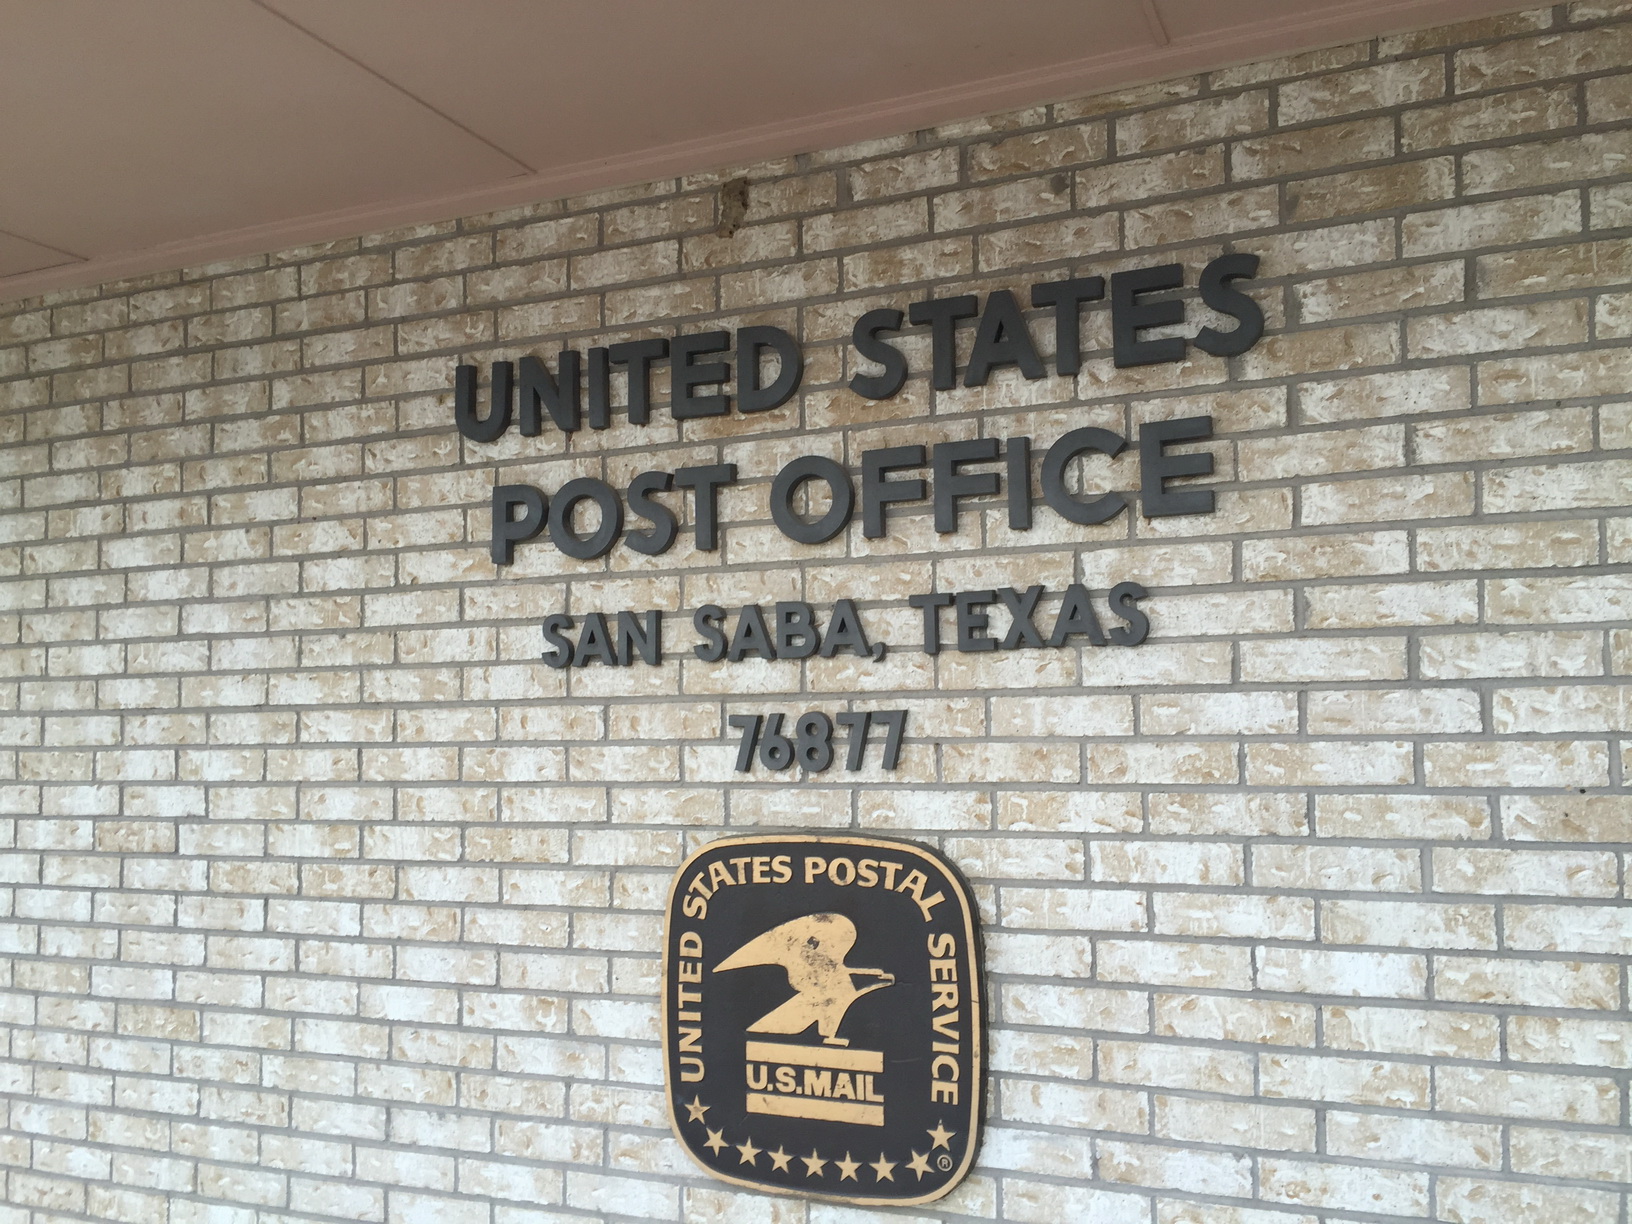 UNITED STATES
POST OFFICE
SAN SABA, TEXAS
76877
UNITED STATES POSTAL SERVICE
U.S.MAIL
®